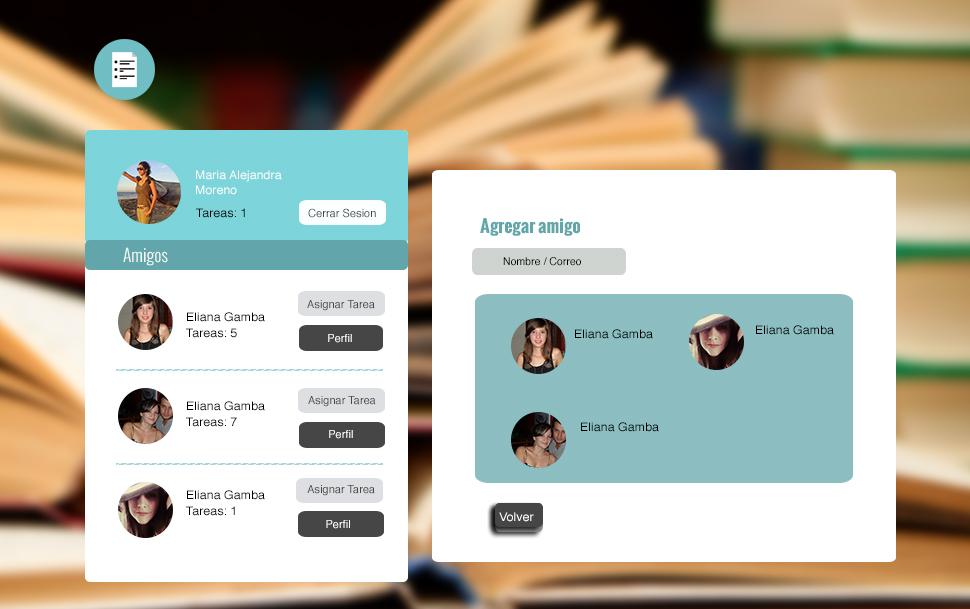 Maria Alejandra
Moreno
Tareas: 1
Cerrar Sesion
Amigos
Eliana Gamba
Tareas: 5
Asignar Tarea
Perfil
Eliana Gamba
Tareas: 7
Asignar Tarea
Perfil
Eliana Gamba
Tareas: 1
Asignar Tarea
Perfil
Agregar amigo
Nombre / Correo
Eliana Gamba
Eliana Gamba
Eliana Gamba
Volver